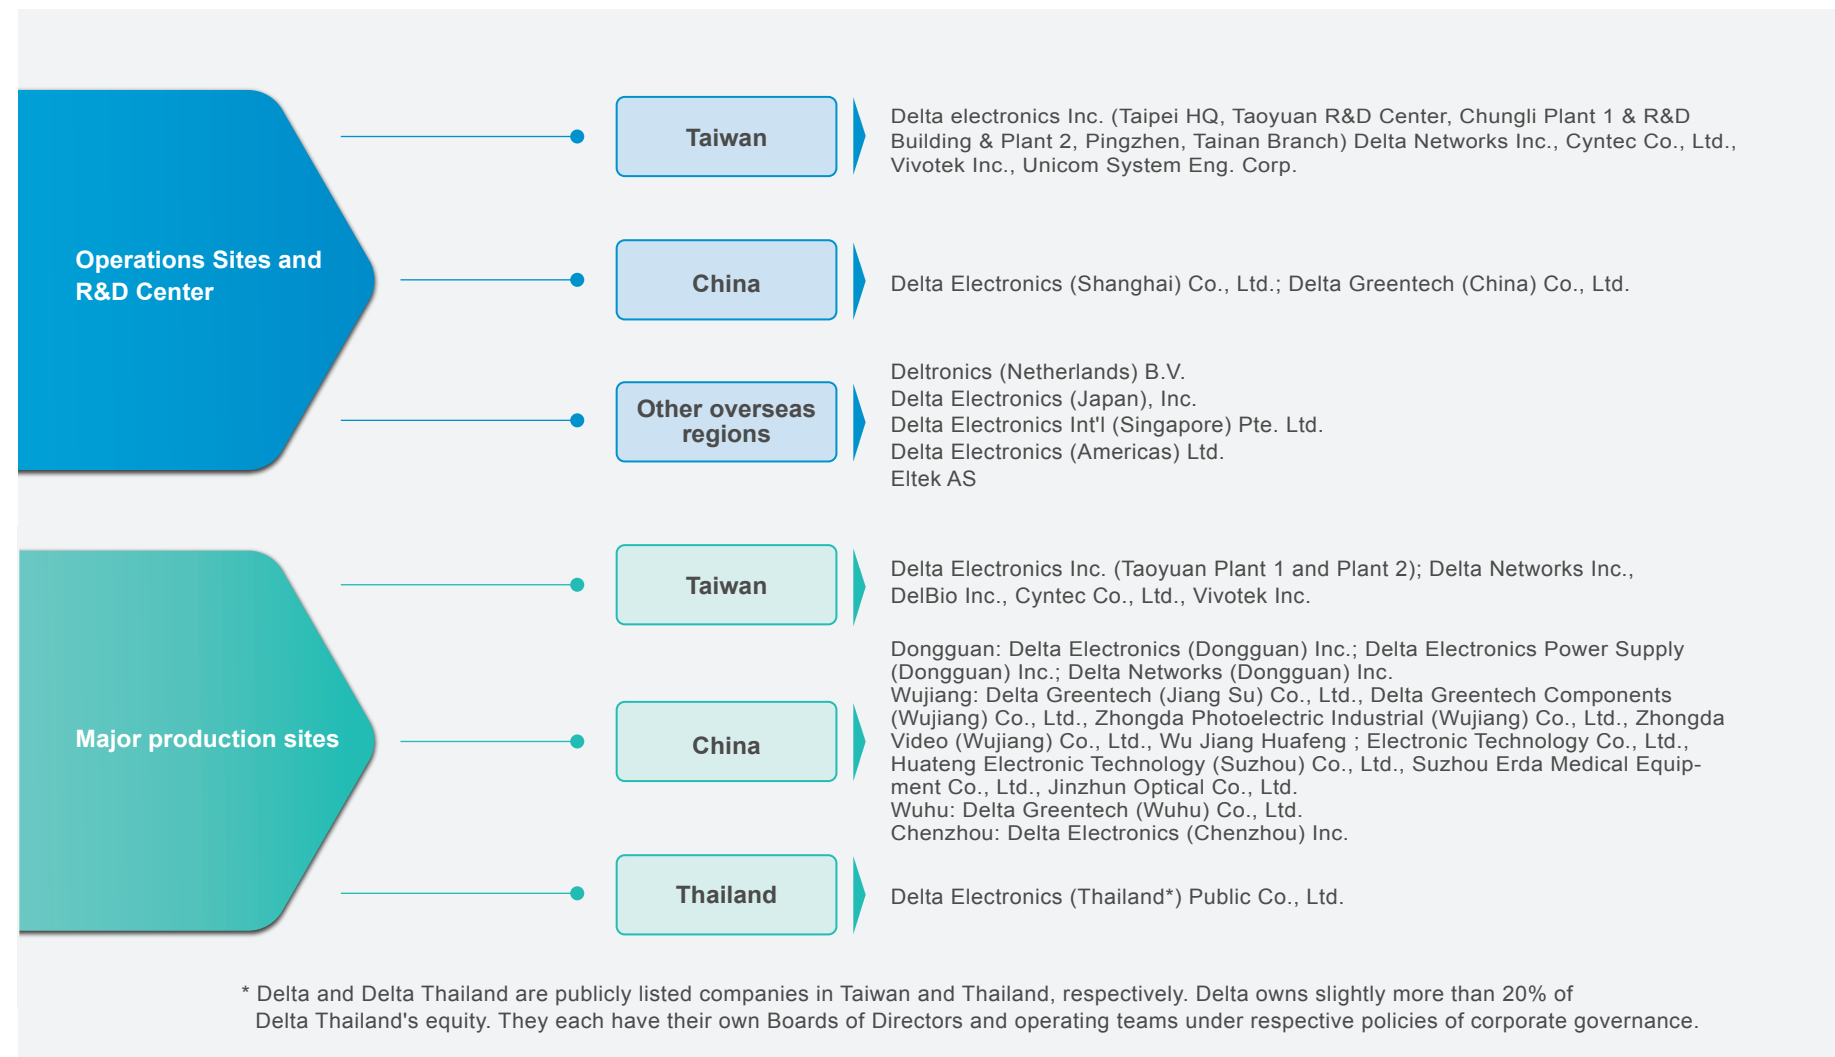 Operations Sites and
R&D Center
Taiwan
Delta electronics Inc. (Taipei HQ, Taoyuan R&D Center, Chungli Plant 1 & R&D
Building & Plant 2, Pingzhen, Tainan Branch) Delta Networks Inc., Cyntec Co., Ltd.,
Vivotek Inc., Unicom System Eng. Corp.
China
Delta Electronics (Shanghai) Co., Ltd.; Delta Greentech (China) Co., Ltd.
Other overseas
regions
Deltronics (Netherlands) B.V.
Delta Electronics (Japan), Inc.
Delta Electronics Int'l (Singapore) Pte. Ltd.
Delta Electronics (Americas) Ltd.
Eltek AS
Major production sites
Taiwan
Delta Electronics Inc. (Taoyuan Plant 1 and Plant 2); Delta Networks Inc.,
DelBio Inc., Cyntec Co., Ltd., Vivotek Inc.
China
Dongguan: Delta Electronics (Dongguan) Inc.; Delta Electronics Power Supply
(Dongguan) Inc.; Delta Networks (Dongguan) Inc.
Wujiang: Delta Greentech (Jiang Su) Co., Ltd., Delta Greentech Components
(Wujiang) Co., Ltd., Zhongda Photoelectric Industrial (Wujiang) Co., Ltd., Zhongda
Video (Wujiang) Co., Ltd., Wu Jiang Huafeng ; Electronic Technology Co., Ltd.,
Huateng Electronic Technology (Suzhou) Co., Ltd., Suzhou Erda Medical Equip-
ment Co., Ltd., Jinzhun Optical Co., Ltd.
Wuhu: Delta Greentech (Wuhu) Co., Ltd.
Chenzhou: Delta Electronics (Chenzhou) Inc.
Thailand
Delta Electronics (Thailand*) Public Co., Ltd.
* Delta and Delta Thailand are publicly listed companies in Taiwan and Thailand, respectively. Delta owns slightly more than 20% of
Delta Thailand's equity. They each have their own Boards of Directors and operating teams under respective policies of corporate governance.